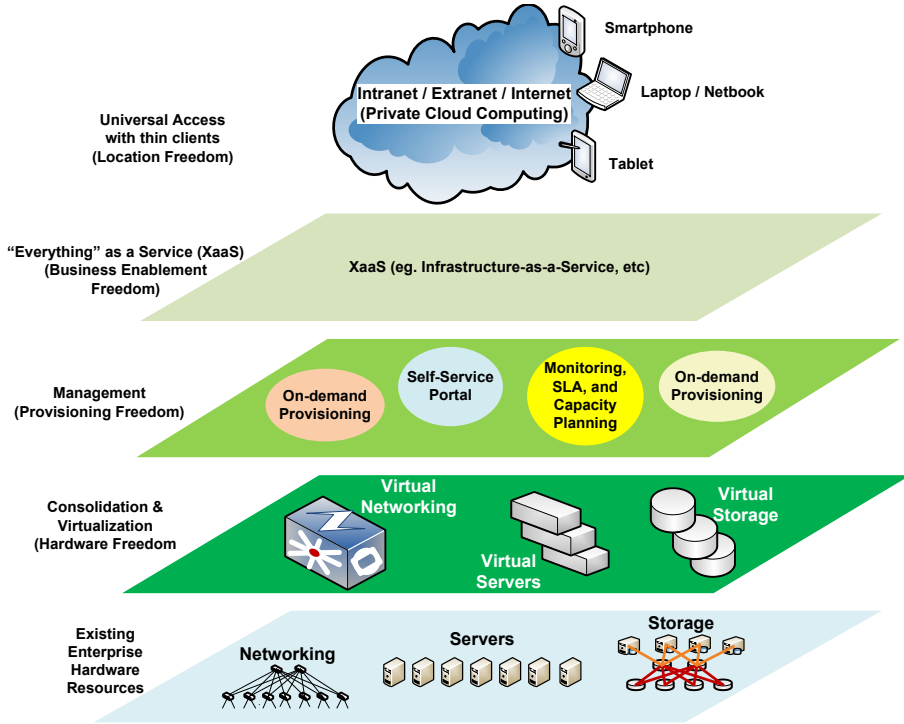 Smartphone
Intranet / Extranet / Internet
(Private Cloud Computing)
Laptop / Netbook
Universal Access
with thin clients
(Location Freedom)
Tablet
“Everything” as a Service (XaaS)
(Business Enablement
Freedom)
XaaS (eg. Infrastructure-as-a-Service, etc)
Management
(Provisioning Freedom)
On-demand
Provisioning
Self-Service
Portal
Monitoring,
SLA, and
Capacity
Planning
On-demand
Provisioning
Consolidation &
Virtualization
(Hardware Freedom
Virtual
Networking
Virtual
Servers
Virtual
Storage
Existing
Enterprise
Hardware
Resources
Networking
Servers
Storage